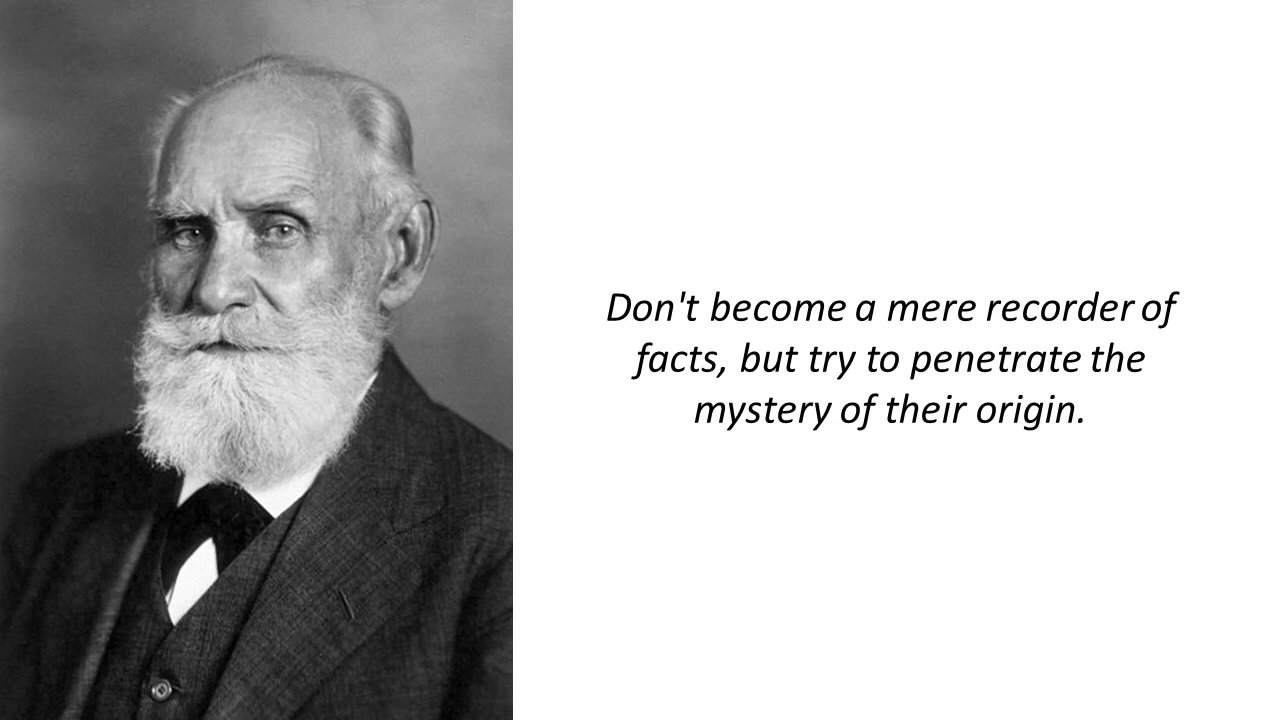 Don't become a mere recorder of
facts, but try to penetrate the
mystery of their origin.